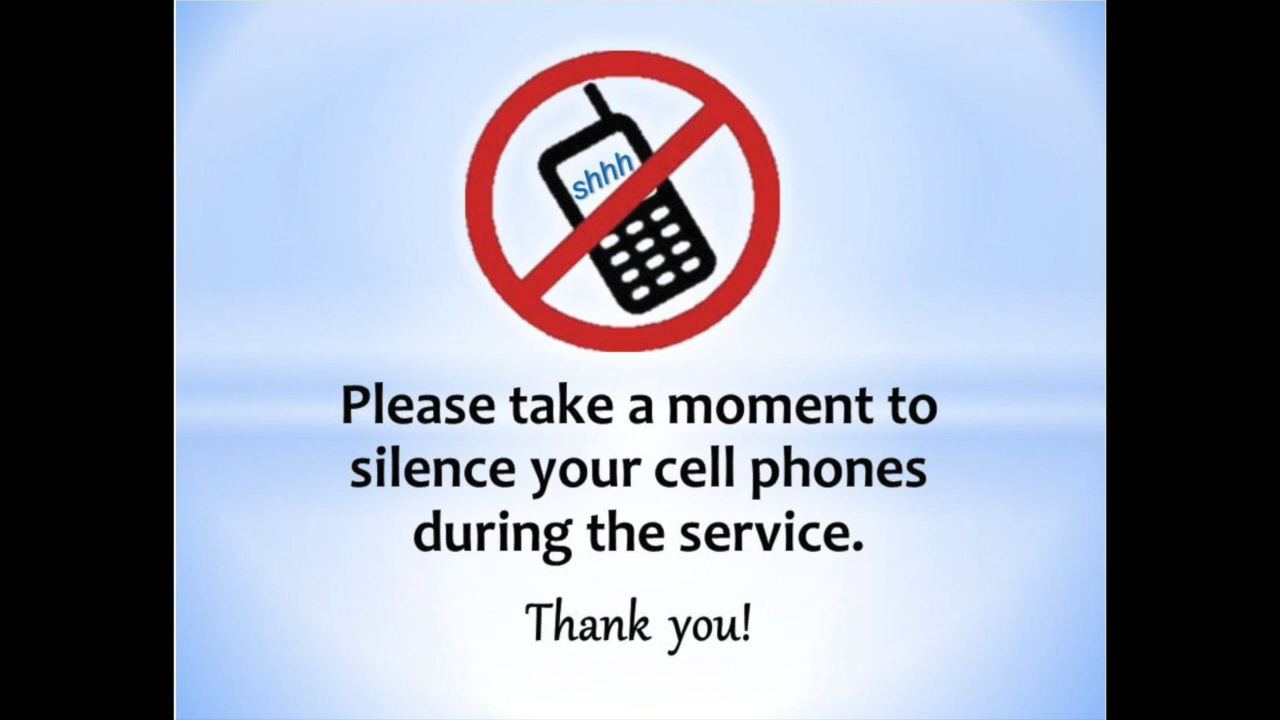 shhh
Please take a moment to
silence your cell phones
during the service.
Thank you!